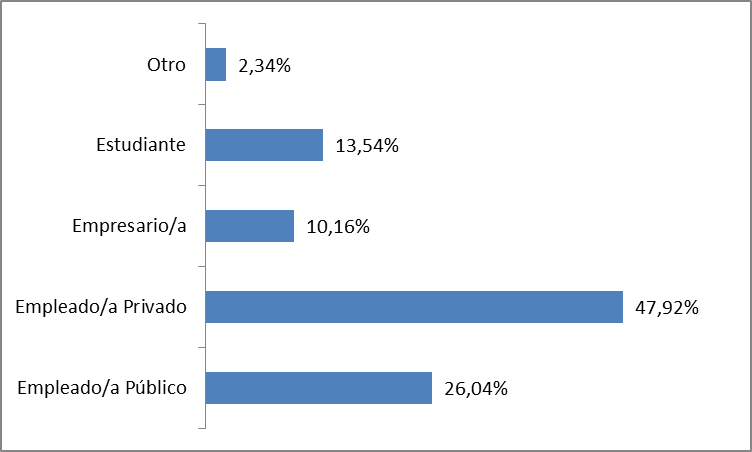 Otro 2,34%
Estudiante 13,54%
Empresario/a 10,16%
Empleado/a Privado 47,92%
Empleado/a Público 26,04%